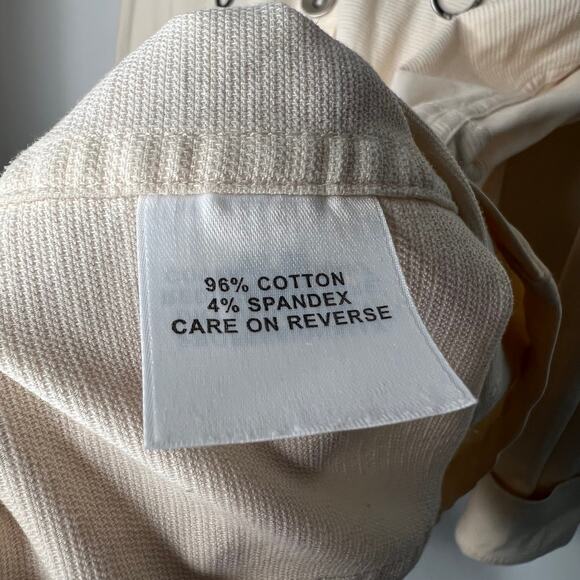 96% COTTON
4% SPANDEX
CARE ON REVERSE